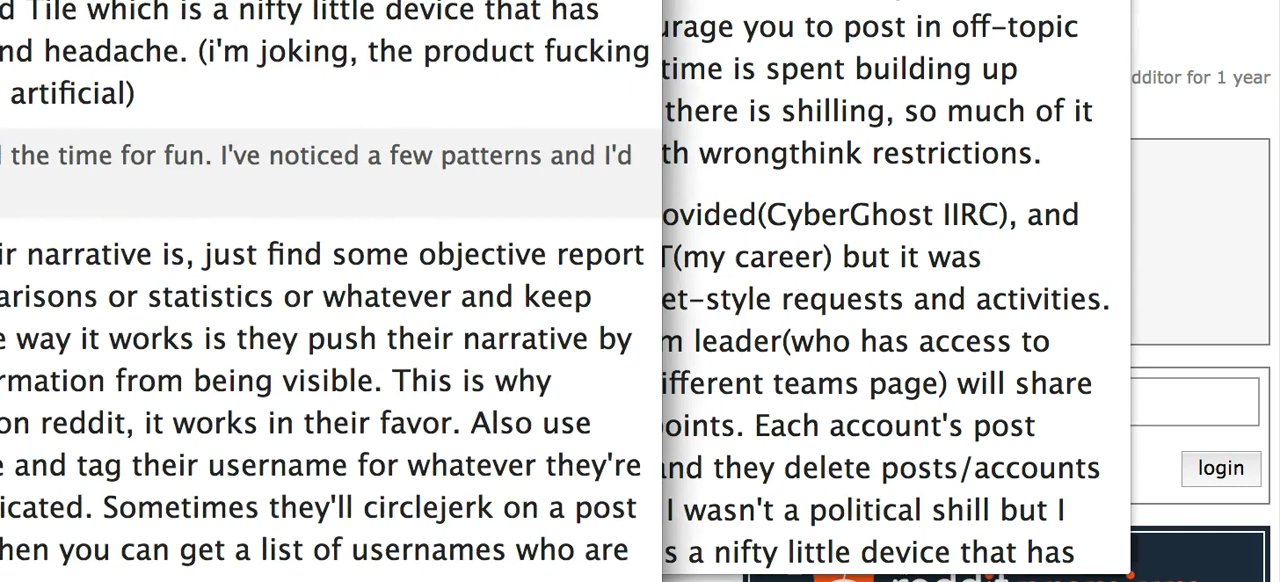 d Tile which is a nifty little device that has
nd headache. (i'm joking, the product fucking
artificial)
the time for fun. I've noticed a few patterns and I'd
ir narrative is, just find some objective report
arisons or statistics or whatever and keep
e way it works is they push their narrative by
rmation from being visible. This is why
on reddit, it works in their favor. Also use
e and tag their username for whatever they're
icated. Sometimes they'll circlejerk on a post
hen you can get a list of usernames who are
urage you to post in off-topic
time is spent building up
there is shilling, so much of it
th wrongthink restrictions.
ovided(CyberGhost IIRC), and
T(my career) but it was
et-style requests and activities.
m leader(who has access to
ifferent teams page) will share
points. Each account's post
and they delete posts/accounts
I wasn't a political shill but I
s a nifty little device that has
dditor for 1 year
login
reddit premium